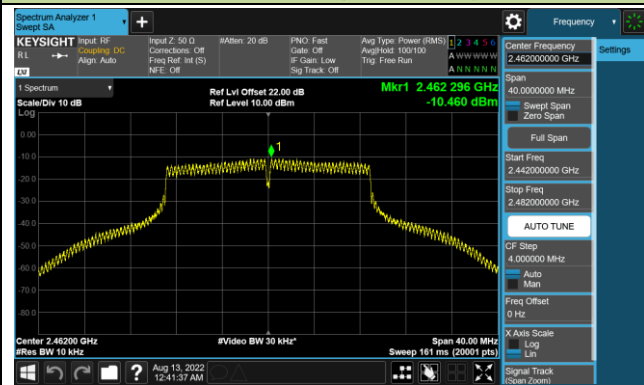 Spectrum Analyzer 1
Swept SA
Frequency
KEYSIGHT
Input: RF
Coupling: DC
Align: Auto
Input Z: 50 Ω
Corrections: Off
Freq Ref: Int (S)
NFE: Off
#Atten: 20 dB
PNO: Fast
Gate: Off
IF Gain: Low
Sig Track: Off
Avg Type: Power (RMS)
Avg|Hold: 100/100
Trig: Free Run
1 2 3 4 5 6
A W W W W W
A N N N N N
R L
LXI
1 Spectrum
Scale/Div 10 dB
Log
Ref Lvl Offset 22.00 dB
Ref Level 10.00 dBm
Mkr1 2.462 296 GHz
-10.460 dBm
1
0.00
-10.0
-20.0
-30.0
-40.0
-50.0
-60.0
-70.0
-80.0
Center 2.46200 GHz
#Res BW 10 kHz
#Video BW 30 kHz*
Span 40.00 MHz
Sweep 161 ms (20001 pts)
Aug 13, 2022
12:41:37 AM
Center Frequency
2.462000000 GHz
Settings
Span
40.0000000 MHz
Swept Span
Zero Span
Full Span
Start Freq
2.442000000 GHz
Stop Freq
2.482000000 GHz
AUTO TUNE
CF Step
4.000000 MHz
Auto
Man
Freq Offset
0 Hz
X Axis Scale
Log
Lin
Signal Track
(Span Zoom)